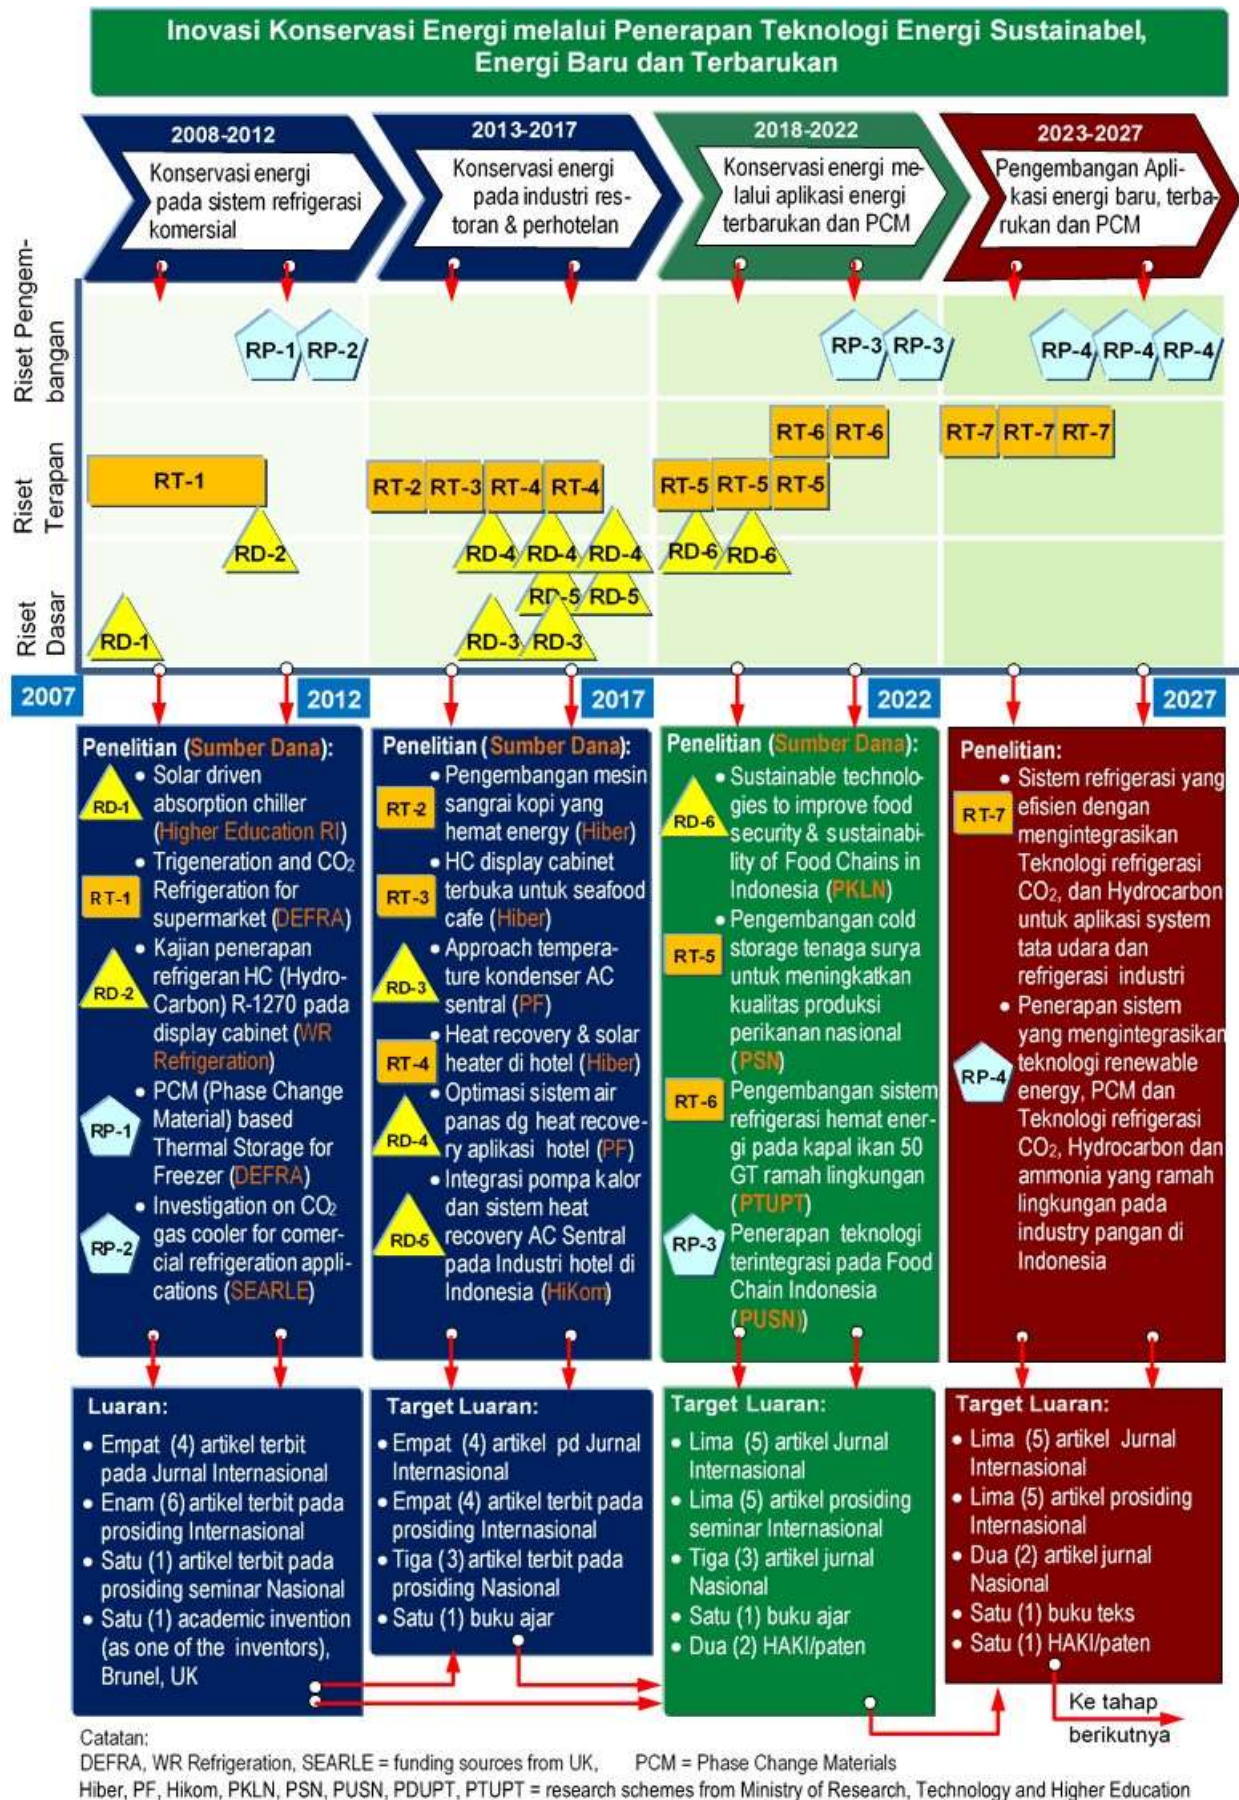 Inovasi Konservasi Energi melalui Penerapan Teknologi Energi Sustainabel,
Energi Baru dan Terbarukan
2008-2012
Konservasi energi
pada sistem refrigerasi
komersial
2013-2017
Konservasi energi
pada industri res-
toran & perhotelan
2018-2022
Konservasi energi me-
lalui aplikasi energi
terbarukan dan PCM
2023-2027
Pengembangan Apli-
kasi energi baru, terba-
rukan dan PCM
Riset Pengem-
bangan
RP-1 RP-2 RP-3 RP-3 RP-4 RP-4 RP-4
Riset
Terapan
RT-6 RT-6 RT-7 RT-7 RT-7
RT-1 RT-2 RT-3 RT-4 RT-4 RT-5 RT-5 RT-5
RD-2 RD-4 RD-4 RD-4 RD-6 RD-6
Riset
Dasar
RD-5 RD-5
RD-1 RD-3 RD-3
2007 2012 2017 2022 2027
Penelitian (Sumber Dana):
RD-1
• Solar driven
absorption chiller
(Higher Education RI)
RT-1
• Trigeneration and CO₂
Refrigeration for
supermarket (DEFRA)
RD-2
• Kajian penerapan
refrigeran HC (Hydro-
Carbon) R-1270 pada
display cabinet (WR
Refrigeration)
RP-1
• PCM (Phase Change
Material) based
Thermal Storage for
Freezer (DEFRA)
RP-2
• Investigation on CO₂
gas cooler for comer-
cial refrigeration appli-
cations (SEARLE)
Penelitian (Sumber Dana):
RT-2
• Pengembangan mesin
sangrai kopi yang
hemat energy (Hiber)
RT-3
• HC display cabinet
terbuka untuk seafood
cafe (Hiber)
RD-3
• Approach tempera-
ture kondenser AC
sentral (PF)
RT-4
• Heat recovery & solar
heater di hotel (Hiber)
RD-4
• Optimasi sistem air
panas dg heat recove-
ry aplikasi hotel (PF)
RD-5
• Integrasi pompa kalor
dan sistem heat
recovery AC Sentral
pada Industri hotel di
Indonesia (HiKom)
Penelitian (Sumber Dana):
RD-6
• Sustainable technolo-
gies to improve food
security & sustainabi-
lity of Food Chains in
Indonesia (PKLN)
RT-5
• Pengembangan cold
storage tenaga surya
untuk meningkatkan
kualitas produksi
perikanan nasional
(PSN)
RT-6
Pengembangan sistem
refrigerasi hemat ener-
gi pada kapal ikan 50
GT ramah lingkungan
(PTUPT)
RP-3
Penerapan teknologi
terintegrasi pada Food
Chain Indonesia
(PUSN))
Penelitian:
RT-7
• Sistem refrigerasi yang
efisien dengan
mengintegrasikan
Teknologi refrigerasi
CO₂, dan Hydrocarbon
untuk aplikasi system
tata udara dan
refrigerasi industri
RP-4
• Penerapan sistem
yang mengintegrasikan
teknologi renewable
energy, PCM dan
Teknologi refrigerasi
CO₂, Hydrocarbon dan
ammonia yang ramah
lingkungan pada
industry pangan di
Indonesia
Luaran:
• Empat (4) artikel terbit
pada Jurnal Internasional
• Enam (6) artikel terbit pada
prosiding Internasional
• Satu (1) artikel terbit pada
prosiding seminar Nasional
• Satu (1) academic invention
(as one of the inventors),
Brunel, UK
Target Luaran:
• Empat (4) artikel pd Jurnal
Internasional
• Empat (4) artikel terbit pada
prosiding Internasional
• Tiga (3) artikel terbit pada
prosiding Nasional
• Satu (1) buku ajar
Target Luaran:
• Lima (5) artikel Jurnal
Internasional
• Lima (5) artikel prosiding
seminar Internasional
• Tiga (3) artikel jurnal
Nasional
• Satu (1) buku ajar
• Dua (2) HAKI/paten
Target Luaran:
• Lima (5) artikel Jurnal
Internasional
• Lima (5) artikel prosiding
Internasional
• Dua (2) artikel jurnal
Nasional
• Satu (1) buku teks
• Satu (1) HAKI/paten
Ke tahap
berikutnya
Catatan:
DEFRA, WR Refrigeration, SEARLE = funding sources from UK, PCM = Phase Change Materials
Hiber, PF, Hikom, PKLN, PSN, PUSN, PDUPT, PTUPT = research schemes from Ministry of Research, Technology and Higher Education